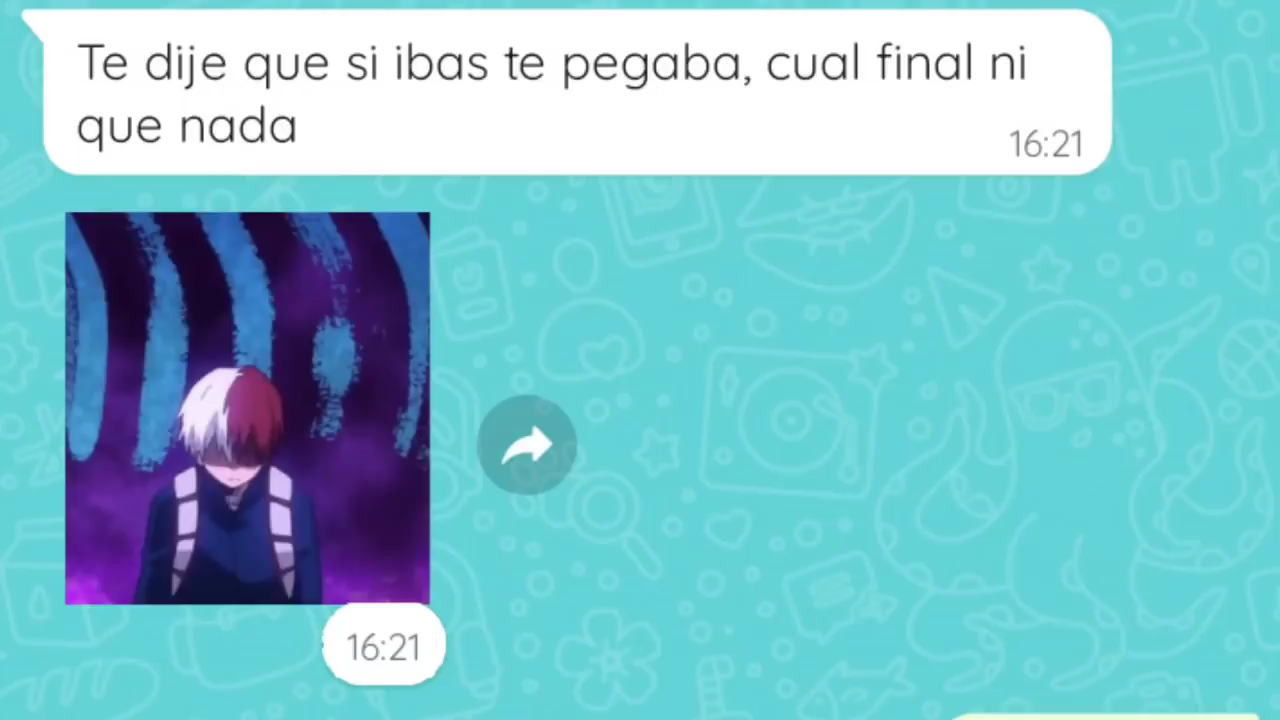 Te dije que si ibas te pegaba, cual final ni
que nada
16:21
16:21